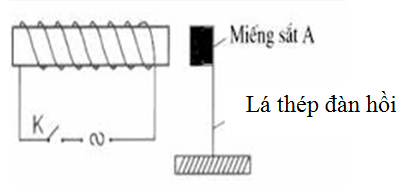 Miếng sắt A
Lá thép đàn hồi
K